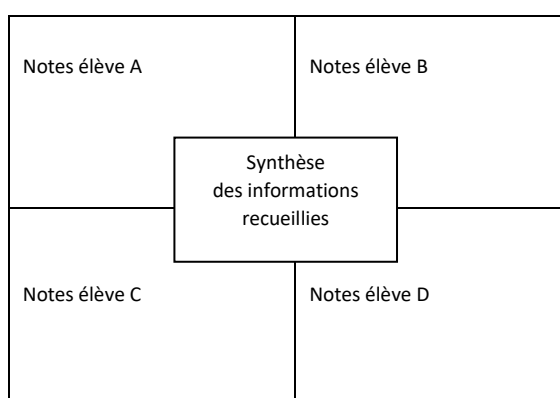 Notes élève A
Notes élève B
Synthèse
des informations
recueillies
Notes élève C
Notes élève D